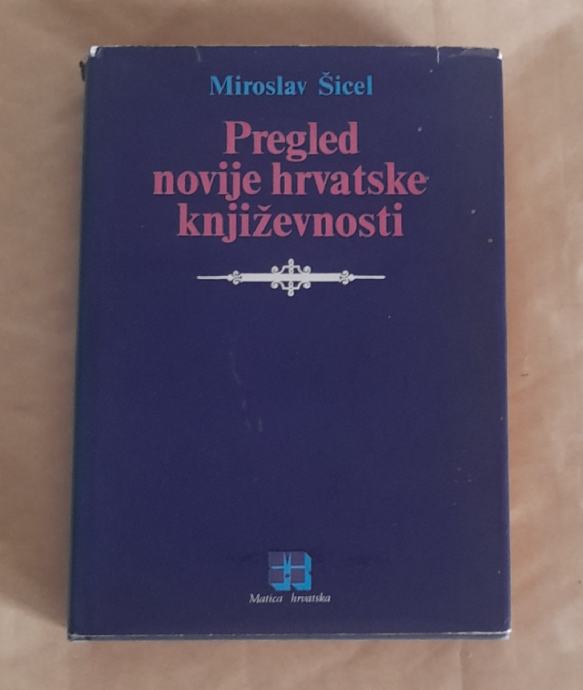 Miroslav Šicel
Pregled
novije hrvatske
književnosti
Matica hrvatska